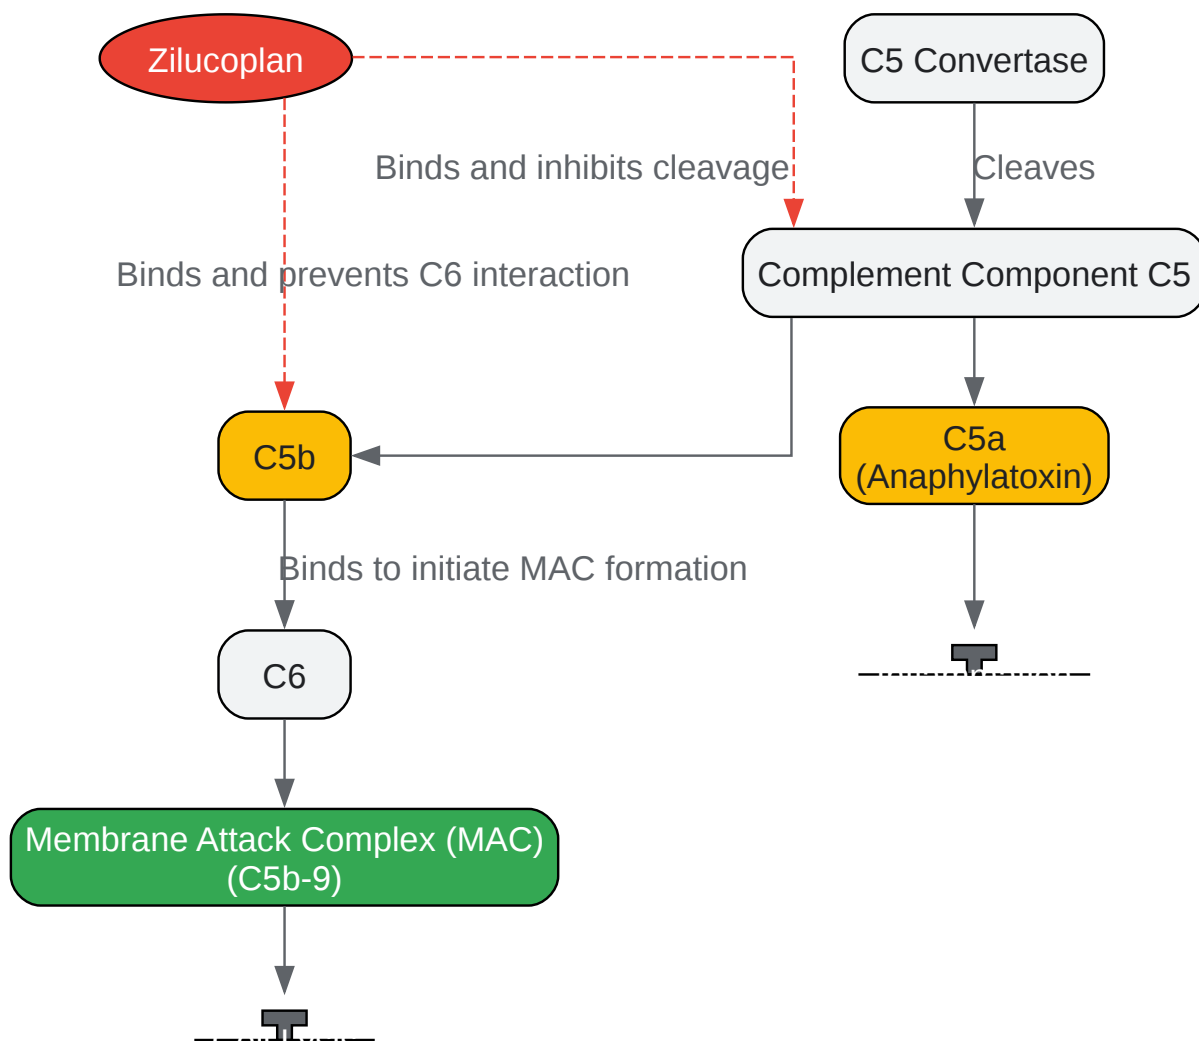 Zilucoplan
C5 Convertase
Binds and inhibits cleavage
Cleaves
Binds and prevents C6 interaction
Complement Component C5
C5b
C5a
(Anaphylatoxin)
Binds to initiate MAC formation
C6
Membrane Attack Complex (MAC)
(C5b-9)